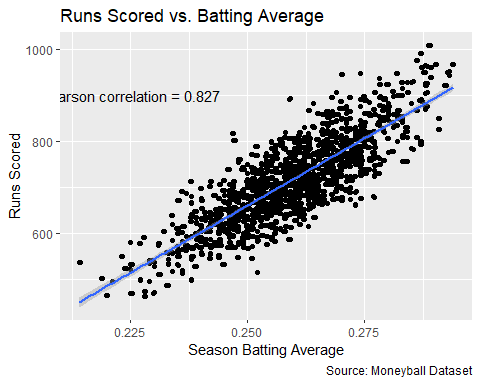 Runs Scored vs. Batting Average
1000
arson correlation = 0.827
800
600
Runs Scored
0.225 0.250 0.275
Season Batting Average
Source: Moneyball Dataset